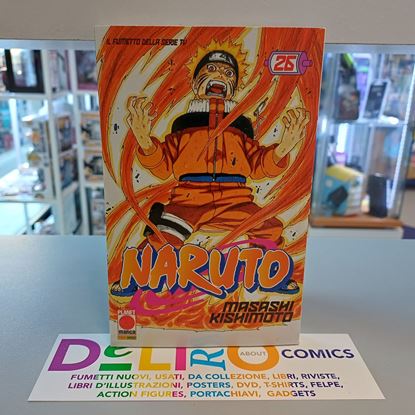 IL FUMETTO DELLA SERIE TV
26
NARUTO
MASASHI
KISHIMOTO
PLANET
MANGA
DELIRIO ABOUT COMICS
FUMETTI NUOVI, USATI, DA COLLEZIONE, LIBRI, RIVISTE,
LIBRI D'ILLUSTRAZIONI, POSTERS, DVD, T-SHIRTS, FELPE,
ACTION FIGURES, PORTACHIAVI, GADGETS